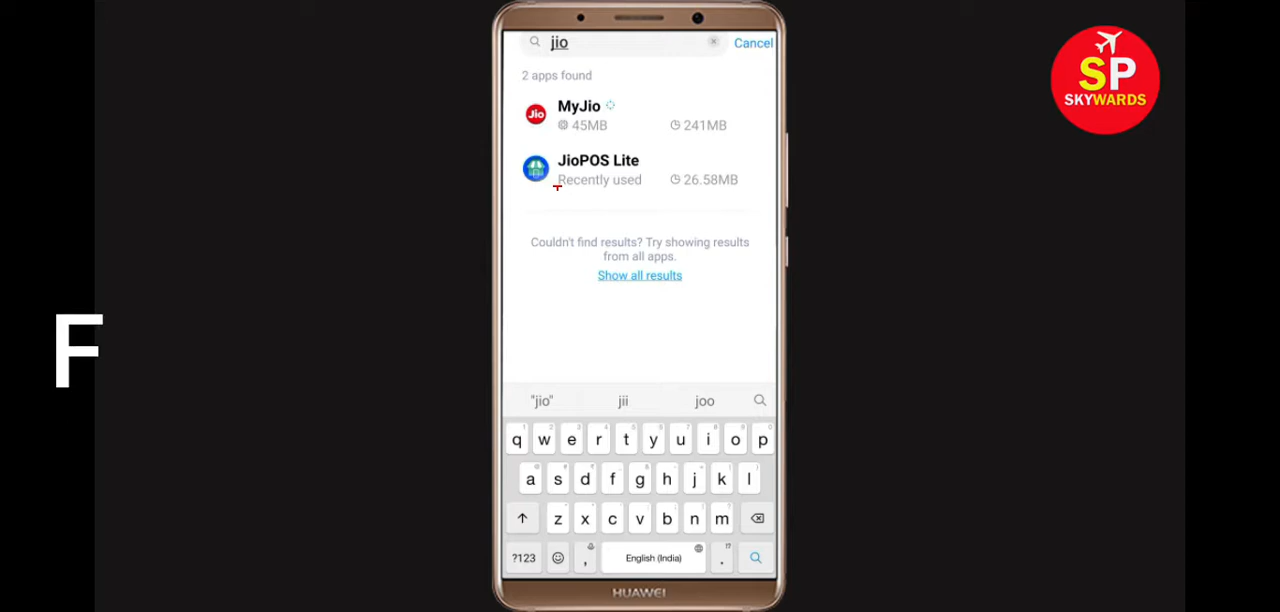 jio
Cancel
2 apps found
MyJio
45MB 241MB
JioPOS Lite
Recently used 26.58MB
Couldn't find results? Try showing results
from all apps.
Show all results
"jio" jii joo
q w e r t y u i o p
a s d f g h j k l
z x c v b n m
?123 , English (India) .
HUAWEI
F
SP
SKYWARDS
Jio